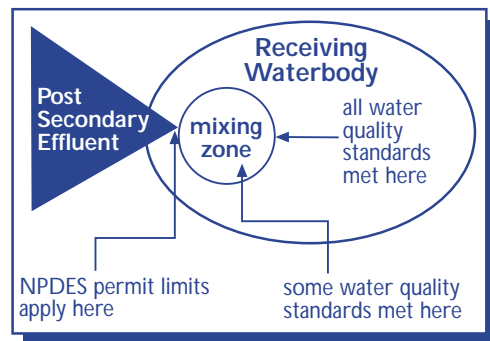 Receiving
Waterbody
Post
Secondary
Effluent
mixing
zone
all water
quality
standards
met here
NPDES permit limits
apply here
some water quality
standards met here